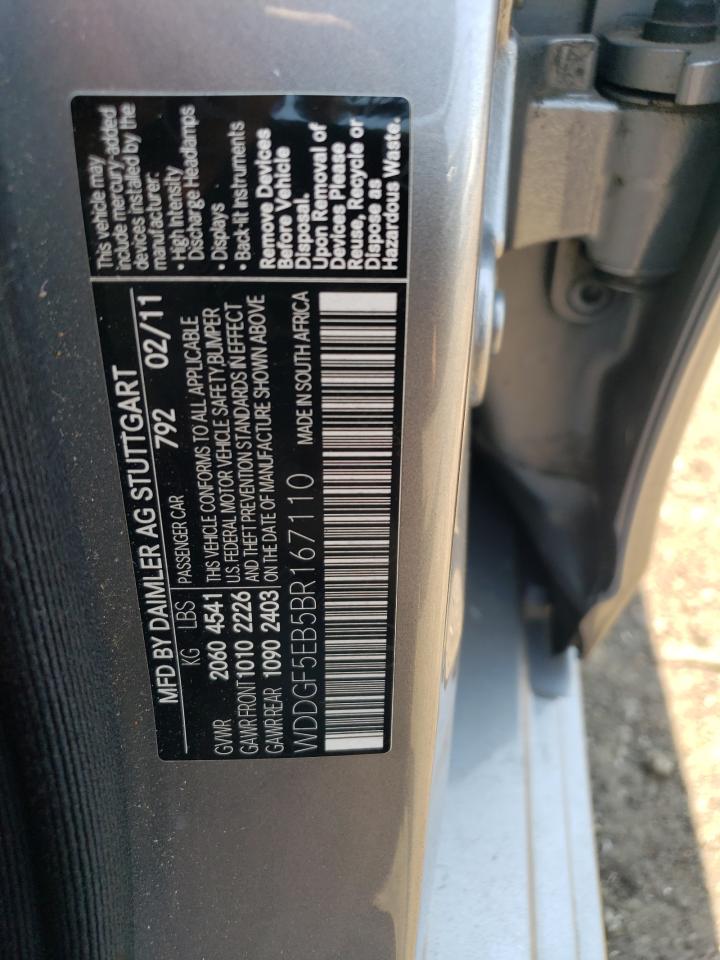 This vehicle may
include mercury-added
devices installed by the
manufacturer:
• High Intensity
Discharge Headlamps
• Displays
• Back-lit Instruments
Remove Devices
Before Vehicle
Disposal.
Upon Removal of
Devices Please
Reuse, Recycle or
Dispose as
Hazardous Waste.
MFD BY DAIMLER AG STUTTGART
792 02/11
KG LBS PASSENGER CAR
GVWR 2060 4541 THIS VEHICLE CONFORMS TO ALL APPLICABLE
U.S. FEDERAL MOTOR VEHICLE SAFETY BUMPER
GAWR FRONT 1010 2226 AND THEFT PREVENTION STANDARDS IN EFFECT
GAWR REAR 1090 2403 ON THE DATE OF MANUFACTURE SHOWN ABOVE
WDDGF5EB5BR167110 MADE IN SOUTH AFRICA